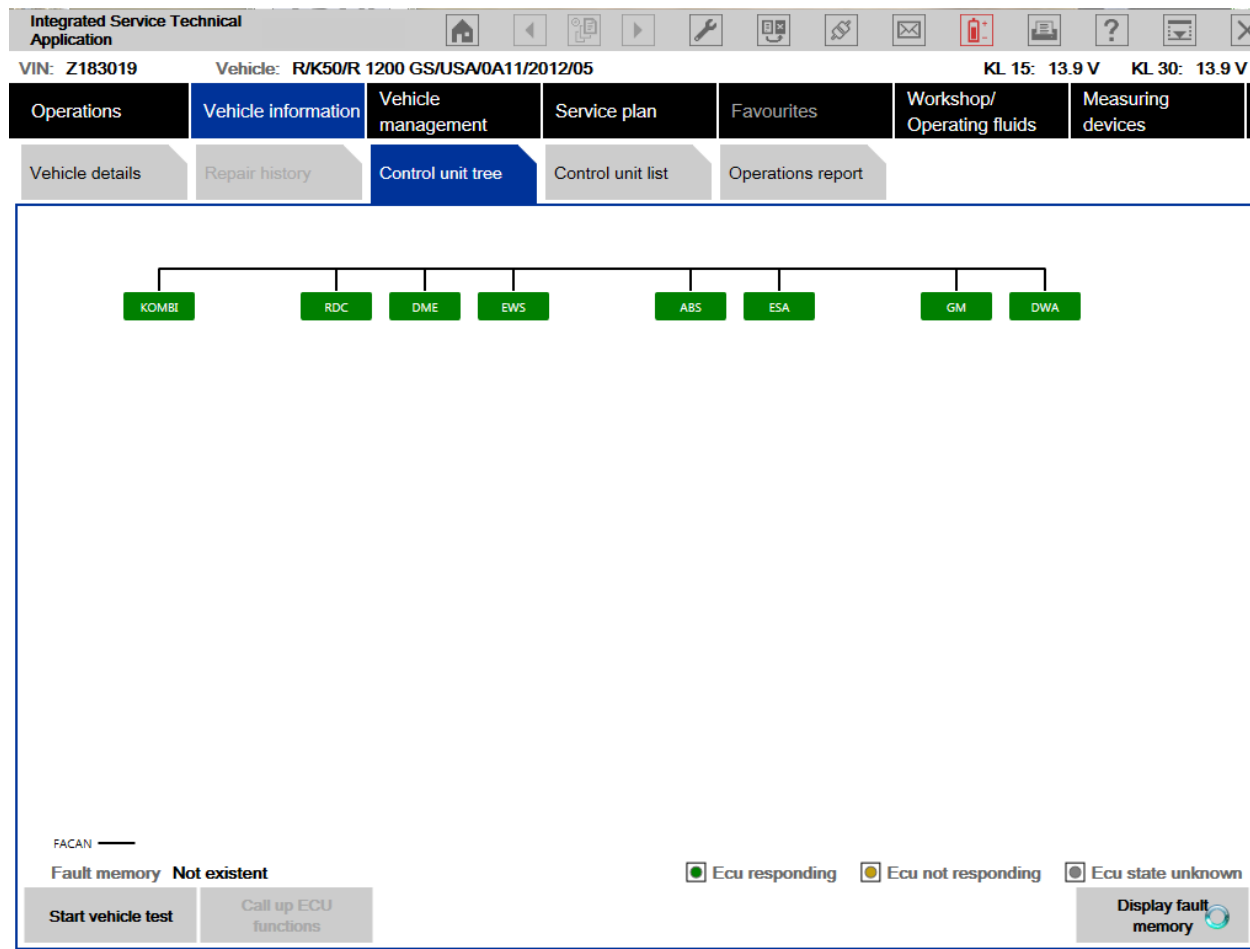 Integrated Service Technical
Application
VIN: Z183019 Vehicle: R/K50/R 1200 GS/USA/0A11/2012/05 KL 15: 13.9 V KL 30: 13.9 V
Operations
Vehicle information
Vehicle
management
Service plan
Favourites
Workshop/
Operating fluids
Measuring
devices
Vehicle details
Repair history
Control unit tree
Control unit list
Operations report
KOMBI RDC DME EWS ABS ESA GM DWA
FACAN
Fault memory Not existent
Ecu responding Ecu not responding Ecu state unknown
Start vehicle test
Call up ECU
functions
Display fault
memory